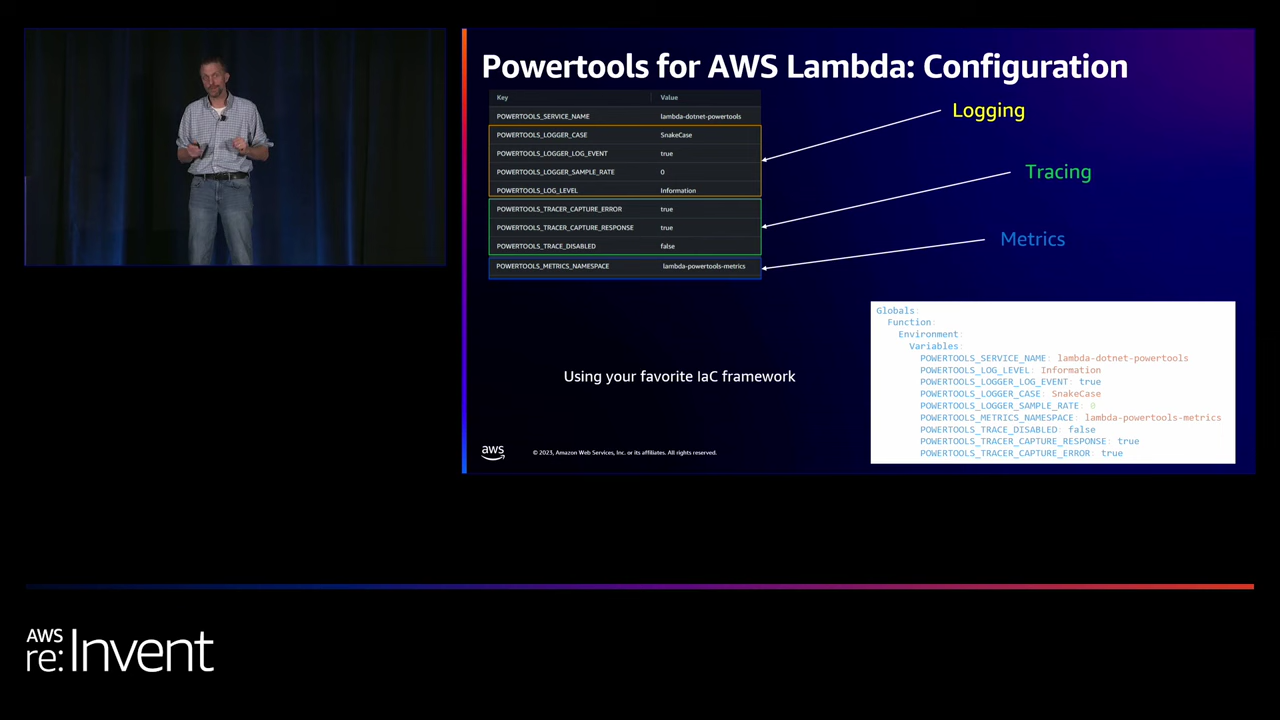 Powertools for AWS Lambda: Configuration
Key Value
POWERTOOLS_SERVICE_NAME lambda-dotnet-powertools
POWERTOOLS_LOGGER_CASE SnakeCase
POWERTOOLS_LOGGER_LOG_EVENT true
POWERTOOLS_LOGGER_SAMPLE_RATE 0
POWERTOOLS_LOG_LEVEL Information
POWERTOOLS_TRACER_CAPTURE_ERROR true
POWERTOOLS_TRACER_CAPTURE_RESPONSE true
POWERTOOLS_TRACE_DISABLED false
POWERTOOLS_METRICS_NAMESPACE lambda-powertools-metrics
Logging
Tracing
Metrics
Using your favorite IaC framework
Globals:
Function:
Environment:
Variables:
POWERTOOLS_SERVICE_NAME: lambda-dotnet-powertools
POWERTOOLS_LOG_LEVEL: Information
POWERTOOLS_LOGGER_LOG_EVENT: true
POWERTOOLS_LOGGER_CASE: SnakeCase
POWERTOOLS_LOGGER_SAMPLE_RATE: 0
POWERTOOLS_METRICS_NAMESPACE: lambda-powertools-metrics
POWERTOOLS_TRACE_DISABLED: false
POWERTOOLS_TRACER_CAPTURE_RESPONSE: true
POWERTOOLS_TRACER_CAPTURE_ERROR: true
aws
© 2023, Amazon Web Services, Inc. or its affiliates. All rights reserved.
AWS
re:Invent